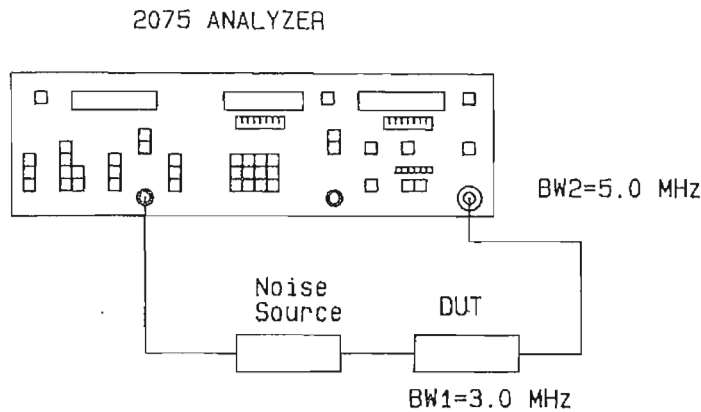 2075 ANALYZER
BW2=5.0 MHz
Noise
Source
DUT
BW1=3.0 MHz